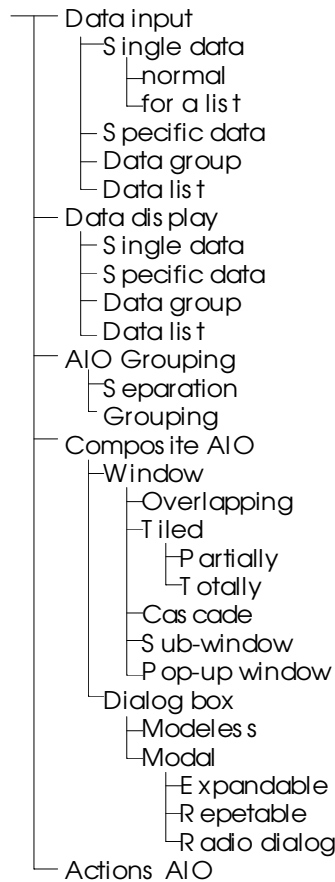 Data input
Single data
normal
for a list
Specific data
Data group
Data list
Data display
Single data
Specific data
Data group
Data list
AIO Grouping
Separation
Grouping
Composite AIO
Window
Overlapping
Tiled
Partially
Totally
Cascade
Sub-window
Pop-up window
Dialog box
Modeless
Modal
Expandable
Repetable
Radio dialog
Actions AIO